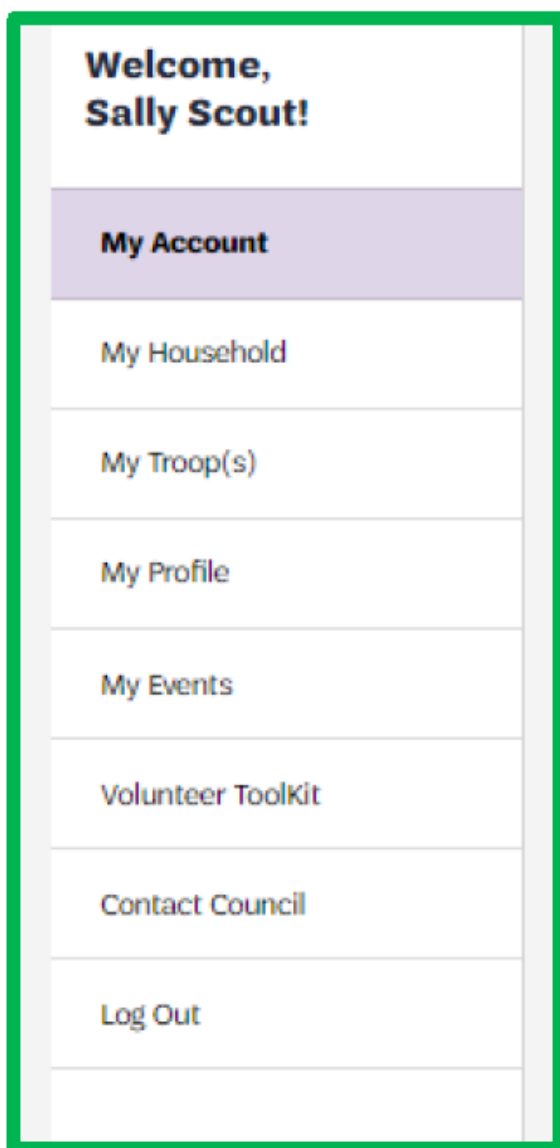 Welcome,
Sally Scout!
My Account
My Household
My Troop(s)
My Profile
My Events
Volunteer ToolKit
Contact Council
Log Out